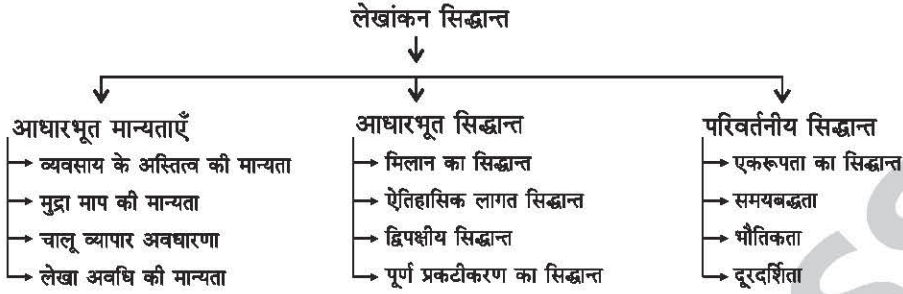 लेखांकन सिद्धान्त
आधारभूत मान्यताएँ
व्यवसाय के अस्तित्व की मान्यता
मुद्रा माप की मान्यता
चालू व्यापार अवधारणा
लेखा अवधि की मान्यता
आधारभूत सिद्धान्त
मिलान का सिद्धान्त
ऐतिहासिक लागत सिद्धान्त
द्विपक्षीय सिद्धान्त
पूर्ण प्रकटीकरण का सिद्धान्त
परिवर्तनीय सिद्धान्त
एकरूपता का सिद्धान्त
समयबद्धता
भौतिकता
दूरदर्शिता